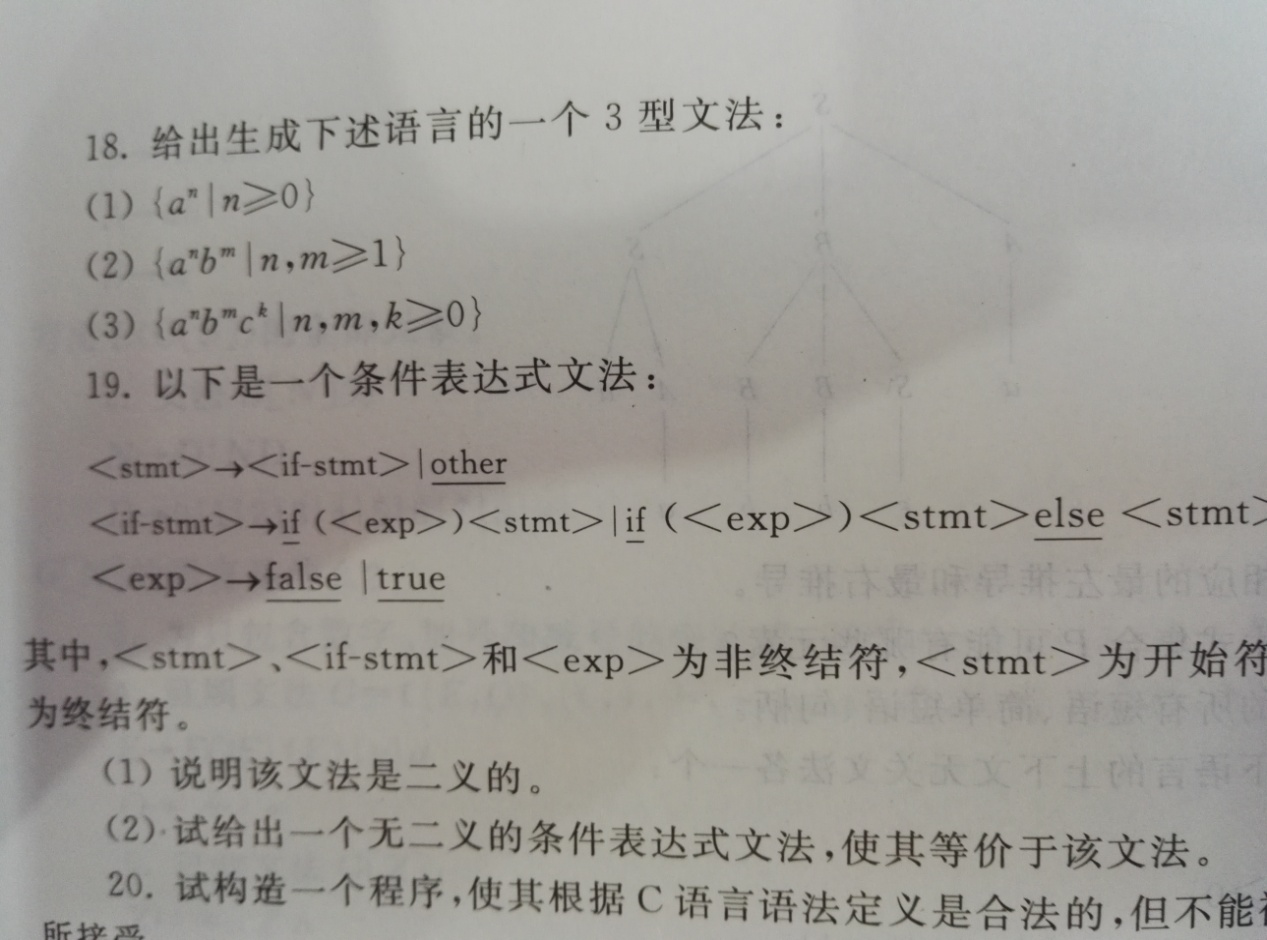 18. 给出生成下述语言的一个 3 型文法：
(1) {aⁿ|n≥0}
(2) {aⁿbᵐ|n,m≥1}
(3) {aⁿbᵐcᵏ|n,m,k≥0}
19. 以下是一个条件表达式文法：
<stmt>→<if-stmt>|other
<if-stmt>→if (<exp>)<stmt>|if (<exp>)<stmt>else <stmt>
<exp>→false |true
其中,<stmt>、<if-stmt>和<exp>为非终结符,<stmt>为开始符
为终结符。
(1) 说明该文法是二义的。
(2) 试给出一个无二义的条件表达式文法,使其等价于该文法。
20. 试构造一个程序,使其根据 C 语言语法定义是合法的,但不能
所接受